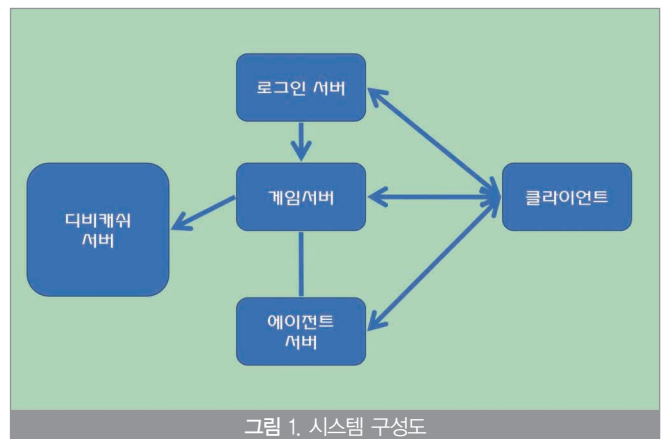 로그인 서버
게임서버
클라이언트
디비캐쉬
서버
에이전트
서버
그림 1. 시스템 구성도